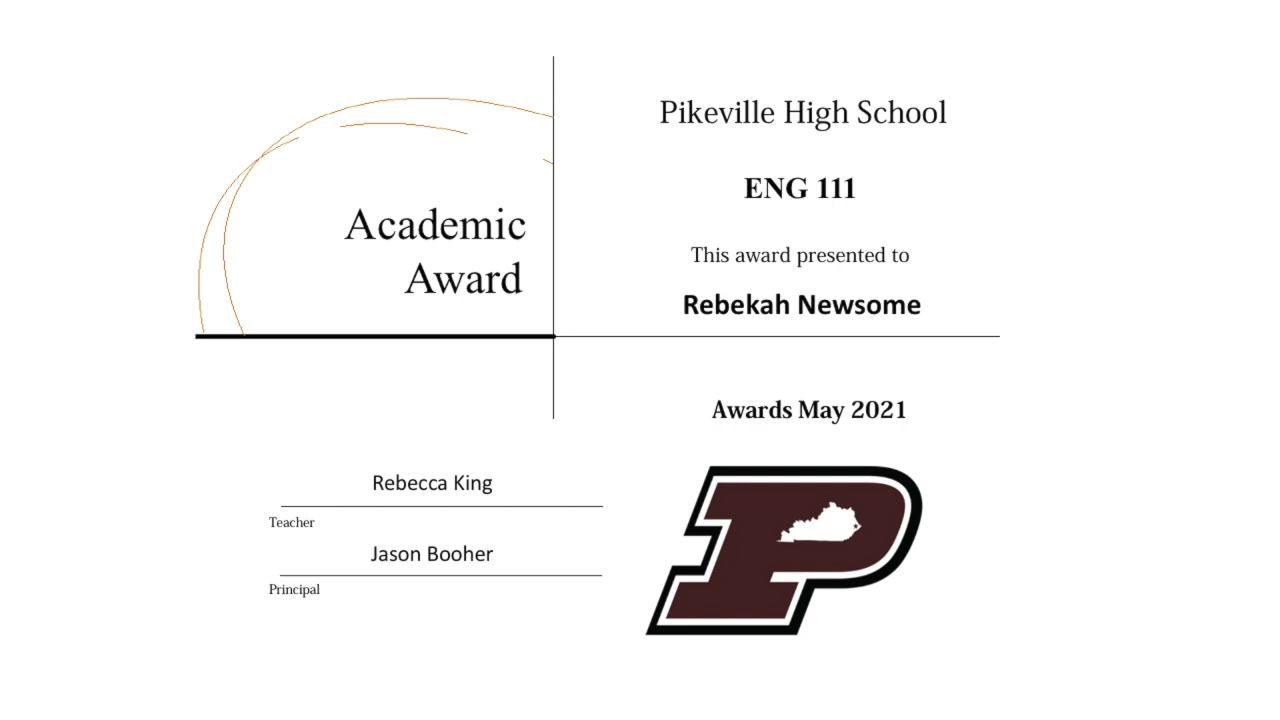 Academic
Award
Pikeville High School
ENG 111
This award presented to
Rebekah Newsome
Awards May 2021
Rebecca King
Teacher
Jason Booher
Principal
P